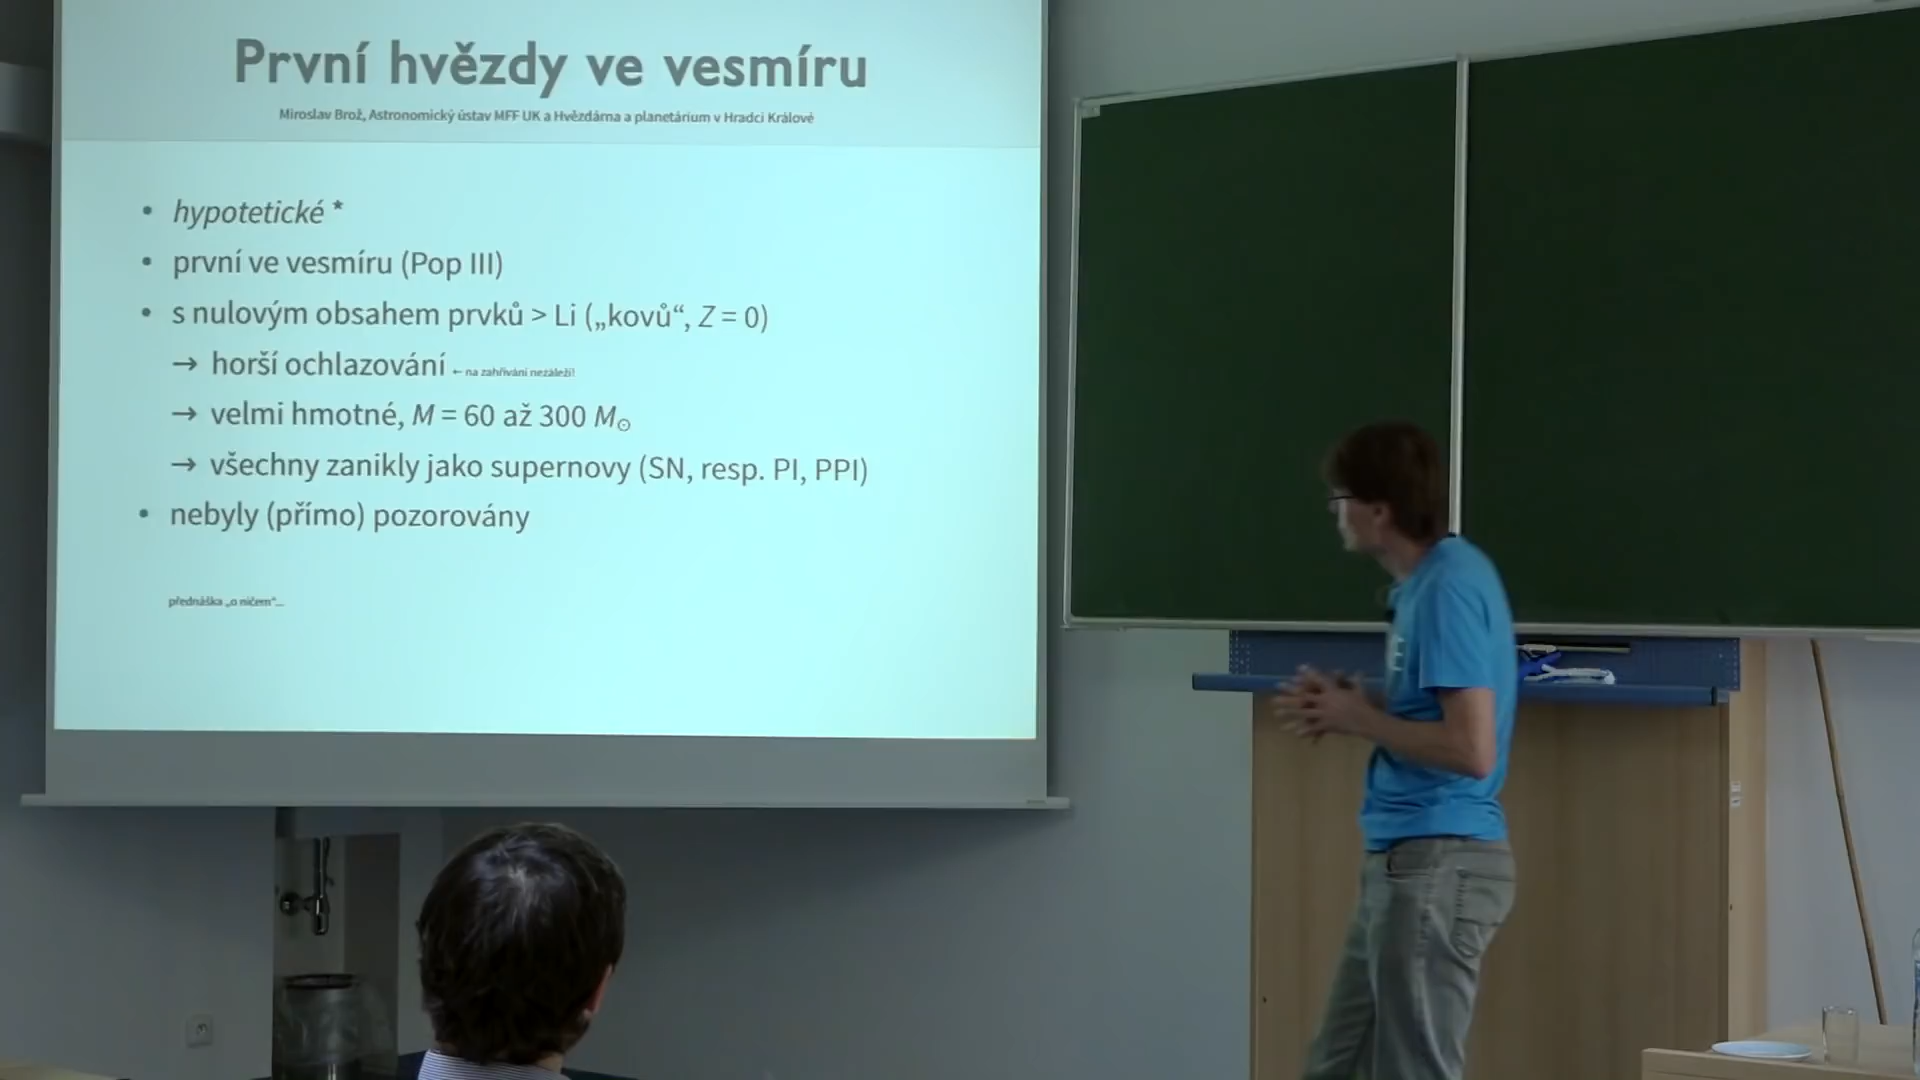 První hvězdy ve vesmíru
Miroslav Brož, Astronomický ústav MFF UK a Hvězdárna a planetárium v Hradci Králové
• hypotetické *
• první ve vesmíru (Pop III)
• s nulovým obsahem prvků > Li („kovů“, Z = 0)
→ horší ochlazování ← na zahřívání nezáleží!
→ velmi hmotné, M = 60 až 300 M☉
→ všechny zanikly jako supernovy (SN, resp. PI, PPI)
• nebyly (přímo) pozorovány
přednáška „o ničem“...